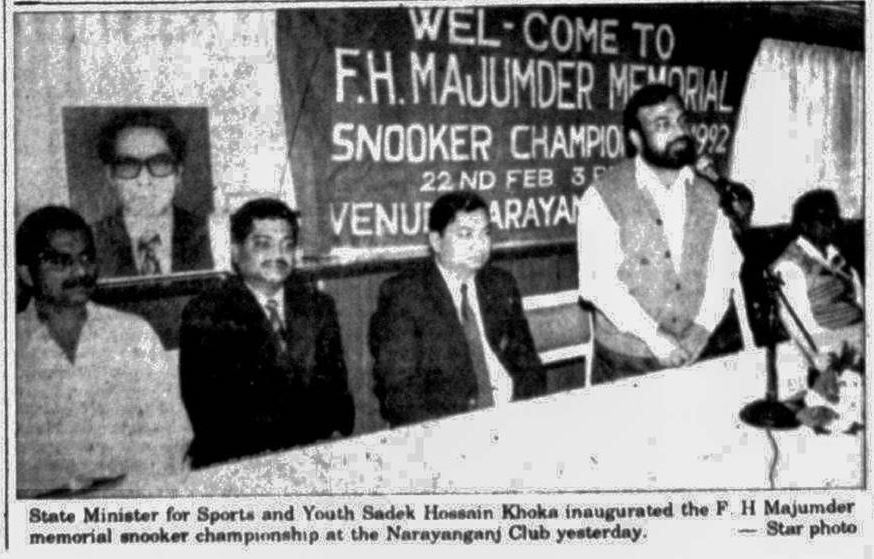 WEL-COME TO
F.H. MAJUMDER MEMORIAL
SNOOKER 1992
22ND FEB
State Minister for Sports and Youth Sadek Hossain Khoka inaugurated the F. H Majumder
memorial snooker championship at the Narayanganj Club yesterday. — Star photo